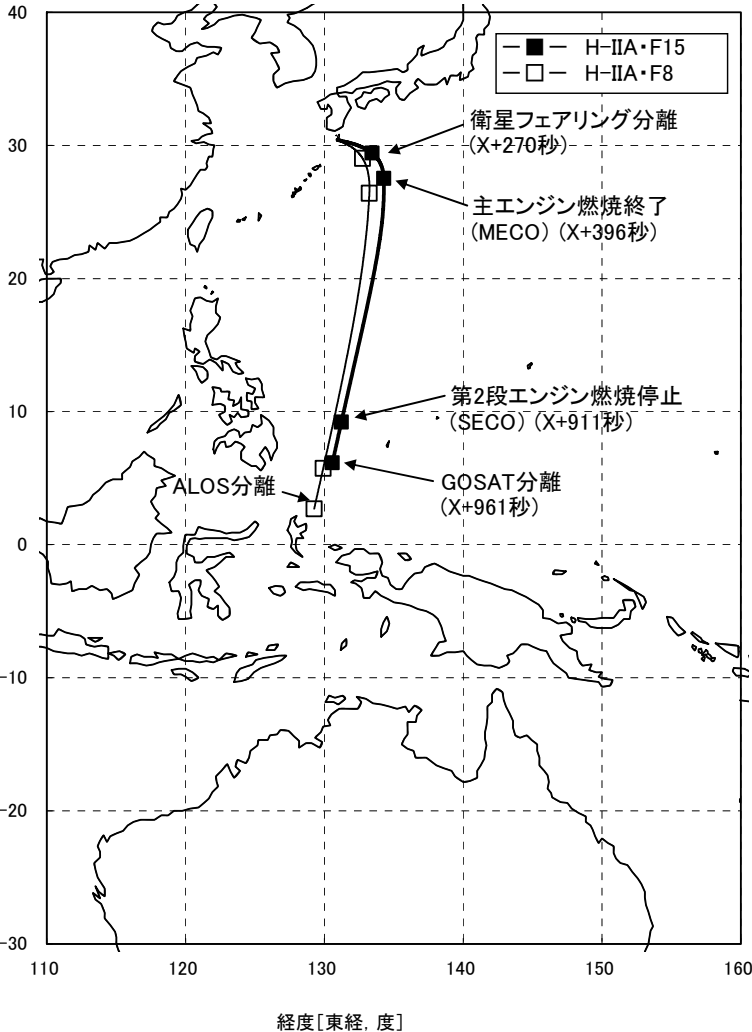 40
H-IIA・F15
H-IIA・F8
衛星フェアリング分離
(X+270秒)
30
主エンジン燃焼終了
(MECO) (X+396秒)
20
第2段エンジン燃焼停止
(SECO) (X+911秒)
10
ALOS分離
GOSAT分離
(X+961秒)
0
-10
-20
-30
110 120 130 140 150 160
経度[東経, 度]